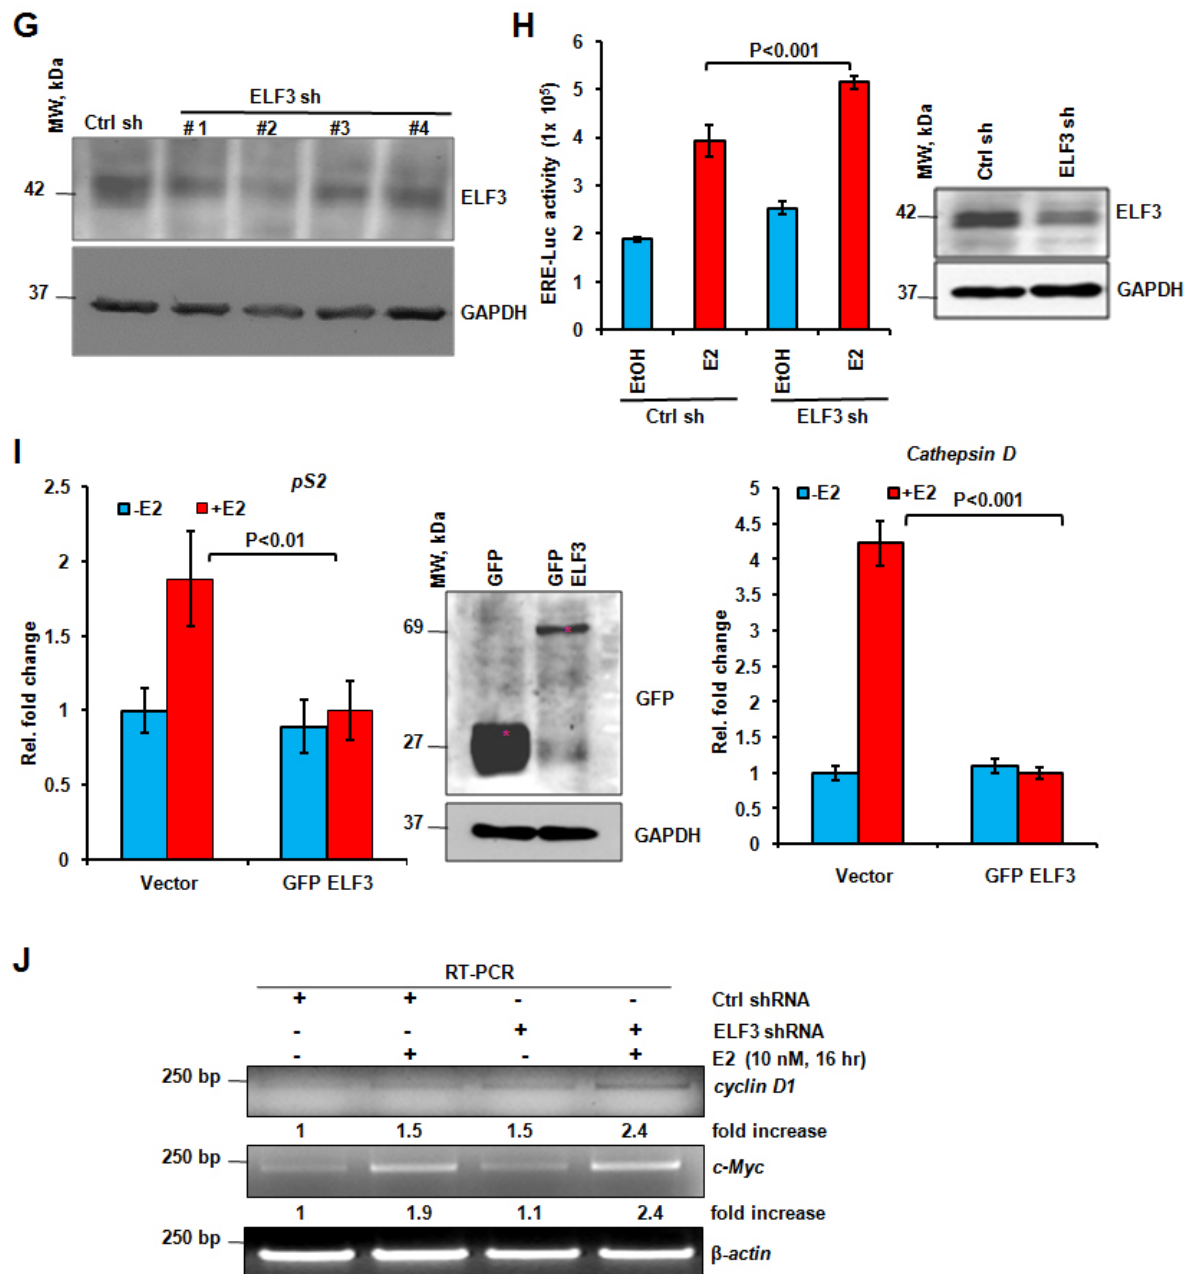 G
MW, kDa
Ctrl sh
ELF3 sh
#1 #2 #3 #4
42
ELF3
37
GAPDH
H
ERE-Luc activity (1x 10⁵)
6
5
4
3
2
1
0
P<0.001
EtOH E2 EtOH E2
Ctrl sh ELF3 sh
MW, kDa
Ctrl sh
ELF3 sh
42
ELF3
37
GAPDH
I
pS2
-E2 +E2
P<0.01
Rel. fold change
2.5
2
1.5
1
0.5
0
Vector GFP ELF3
MW, kDa
GFP
GFP
ELF3
69
*
*
GFP
27
37
GAPDH
Cathepsin D
-E2 +E2
P<0.001
Rel. fold change
5
4.5
4
3.5
3
2.5
2
1.5
1
0.5
0
Vector GFP ELF3
J
RT-PCR
+ + - - Ctrl shRNA
- - + + ELF3 shRNA
- + - + E2 (10 nM, 16 hr)
250 bp
cyclin D1
1 1.5 1.5 2.4 fold increase
250 bp
c-Myc
1 1.9 1.1 2.4 fold increase
250 bp
β-actin